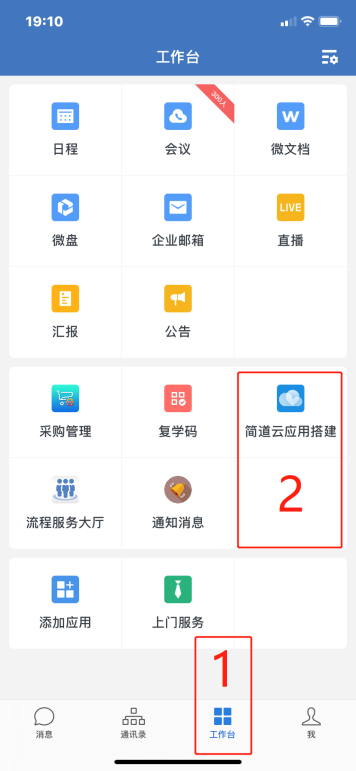 19:10
工作台
300人
日程
会议
W
微文档
微盘
企业邮箱
LIVE
直播
汇报
公告
采购管理
复学码
简道云应用搭建
流程服务大厅
通知消息
2
添加应用
上门服务
1
消息
通讯录
工作台
我